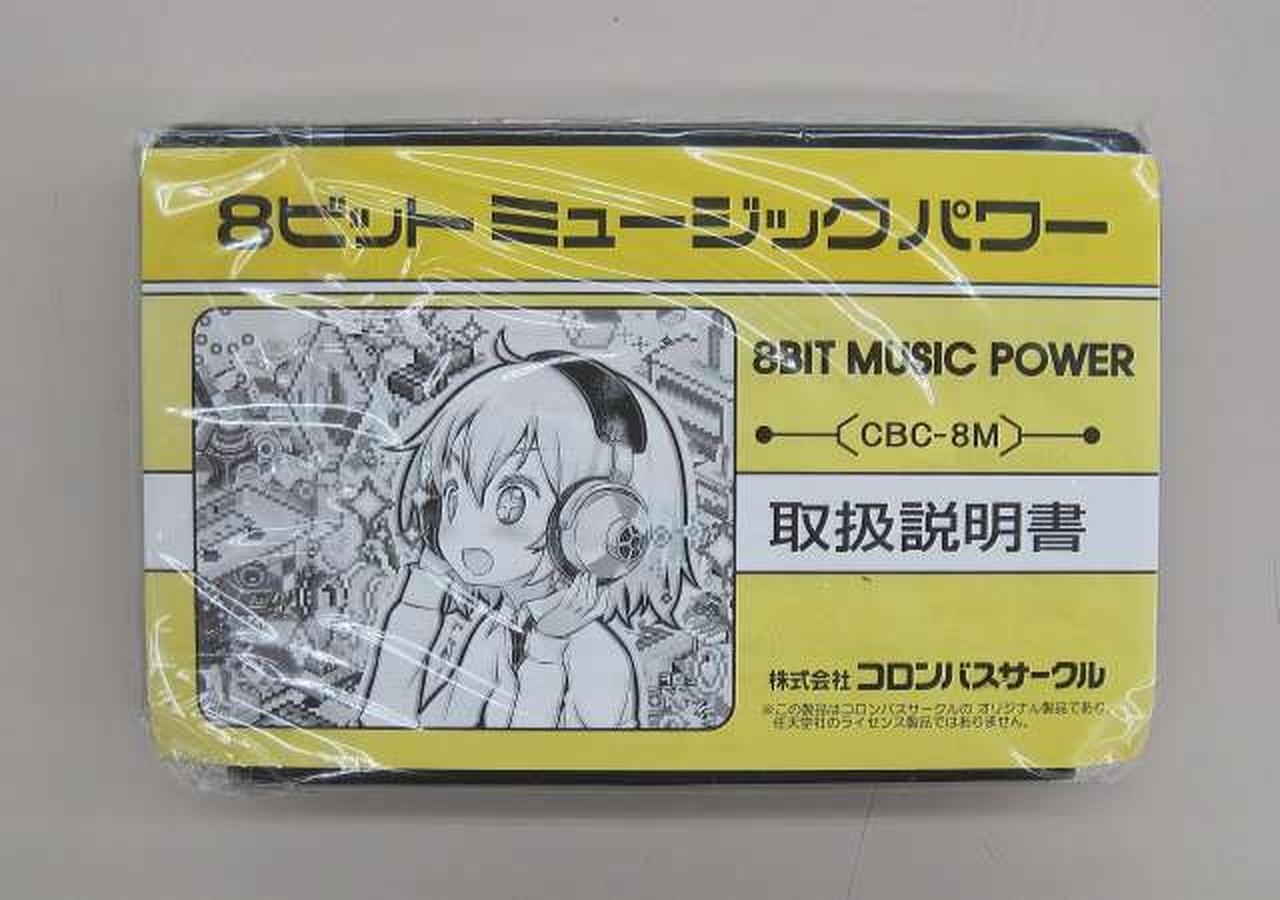 8ビットミュージックパワー
8BIT MUSIC POWER
CBC-8M
取扱説明書
株式会社コロンバスサークル
※この製品はコロンバスサークルの オリジナル製品であり、
任天堂社のライセンス製品ではありません。